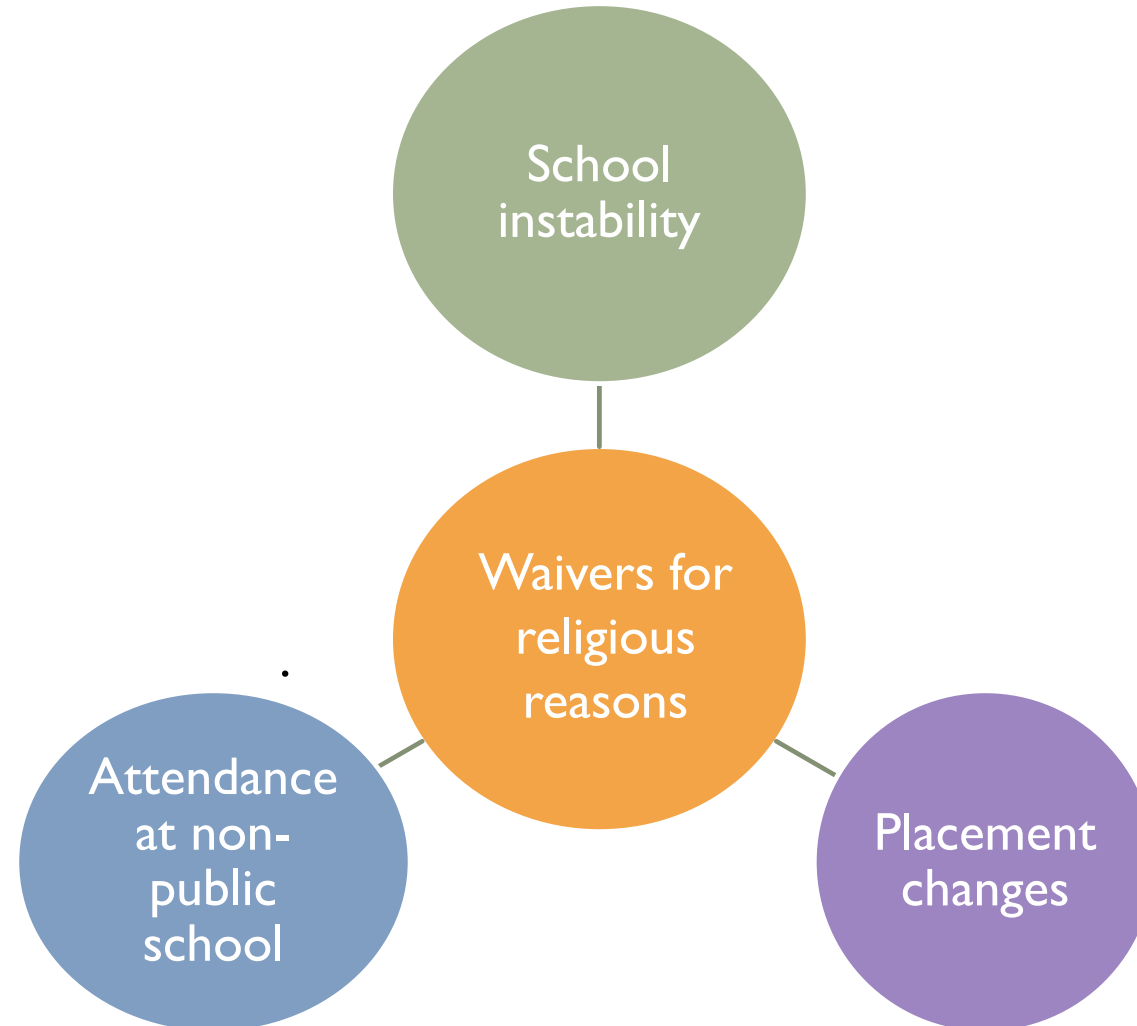 School
instability
Waivers for
religious
reasons
.
Attendance
at non-
public
school
Placement
changes